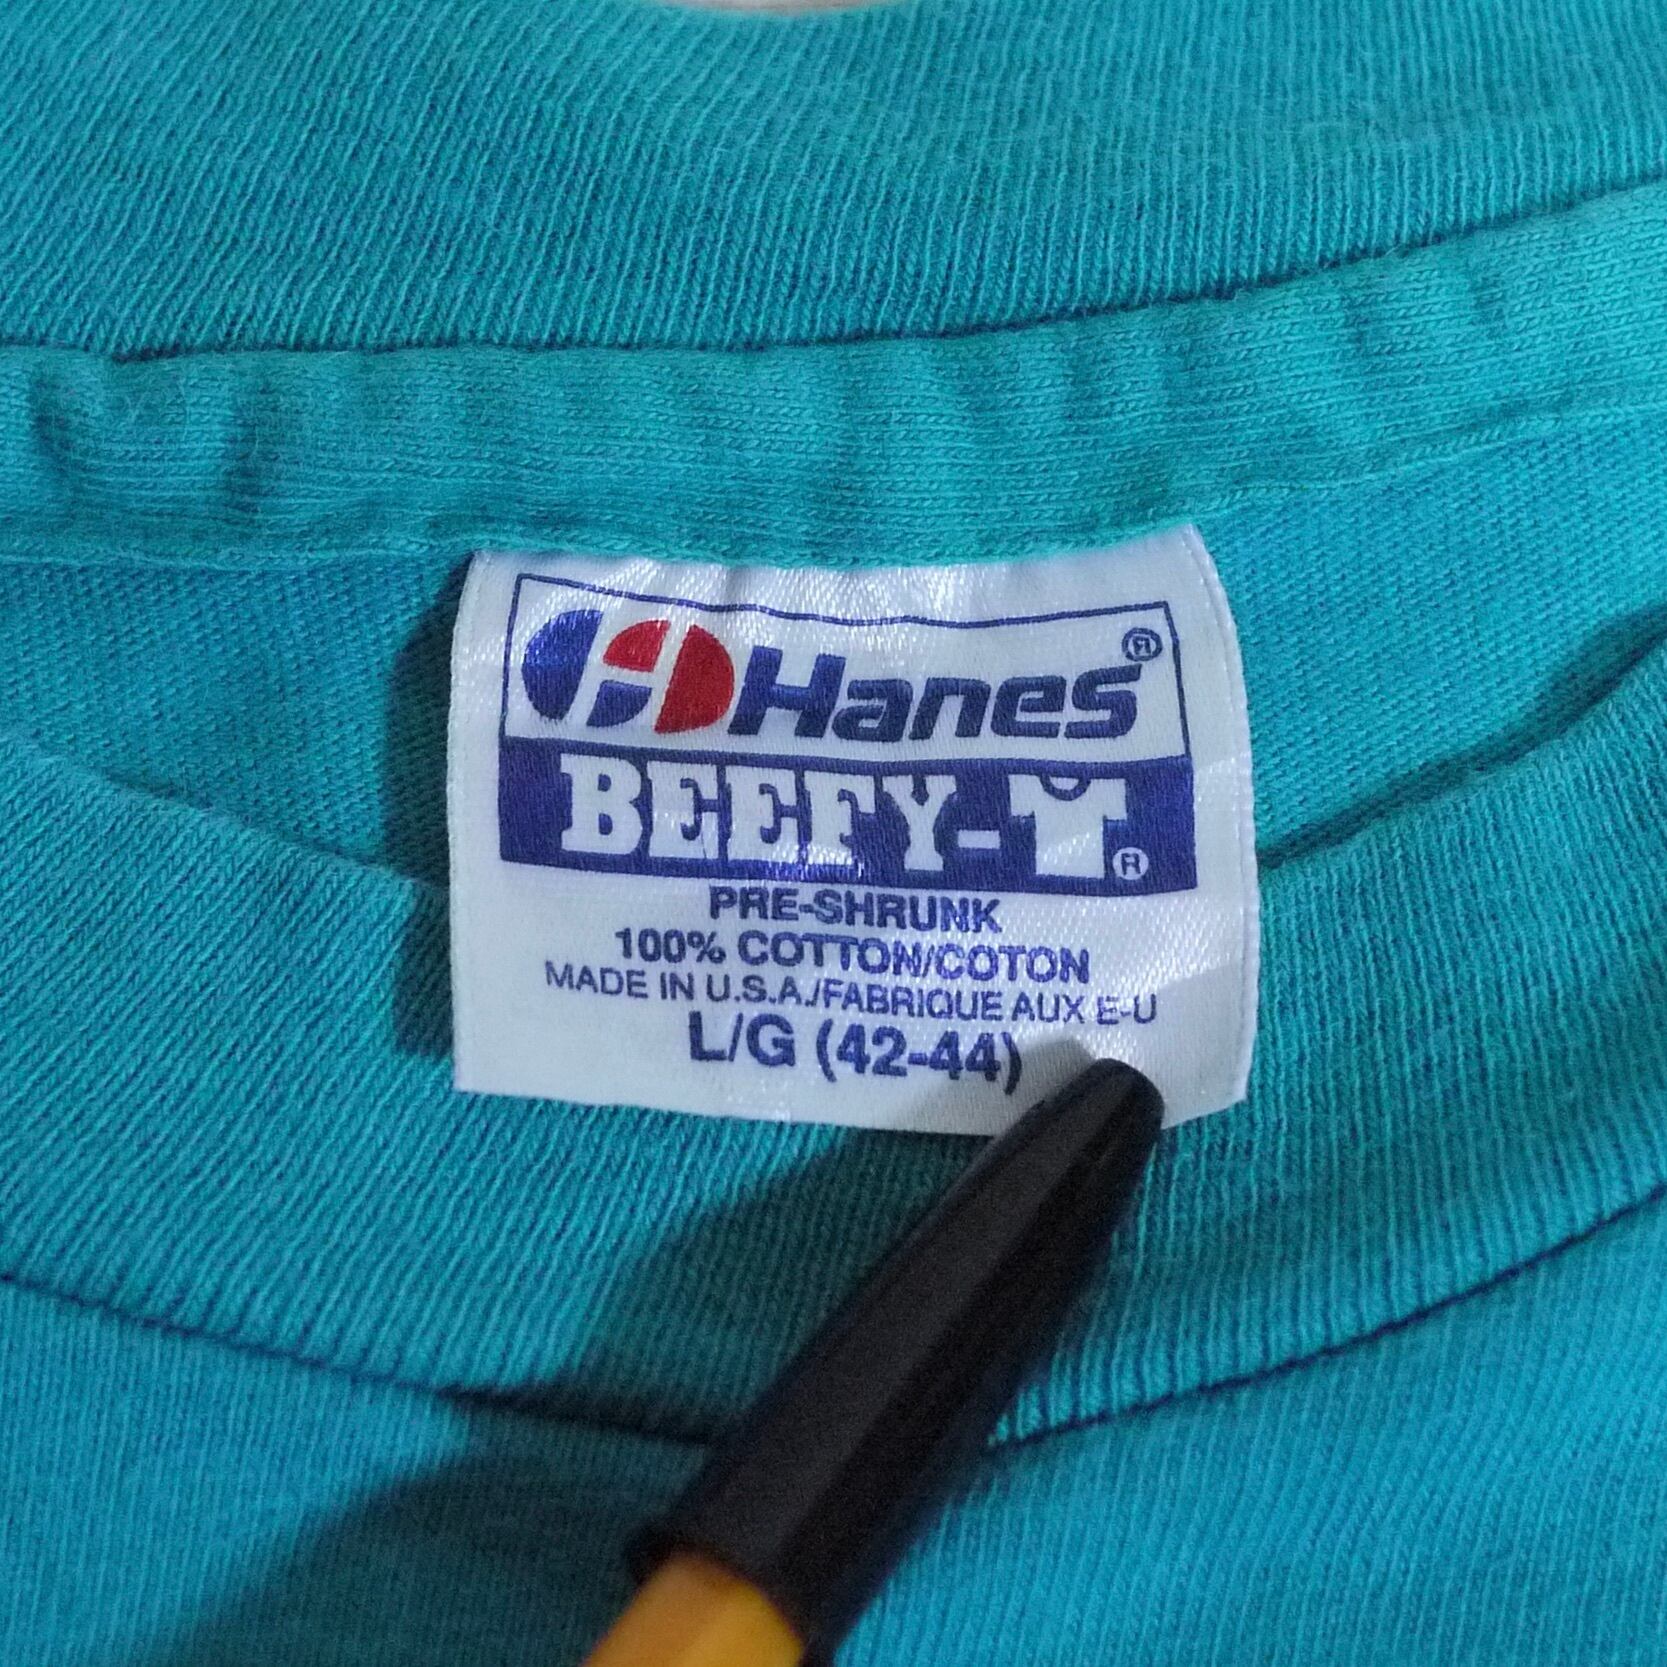 Hanes®
BEEFY-T®
PRE-SHRUNK
100% COTTON/COTON
MADE IN U.S.A./FABRIQUE AUX E-U
L/G (42-44)